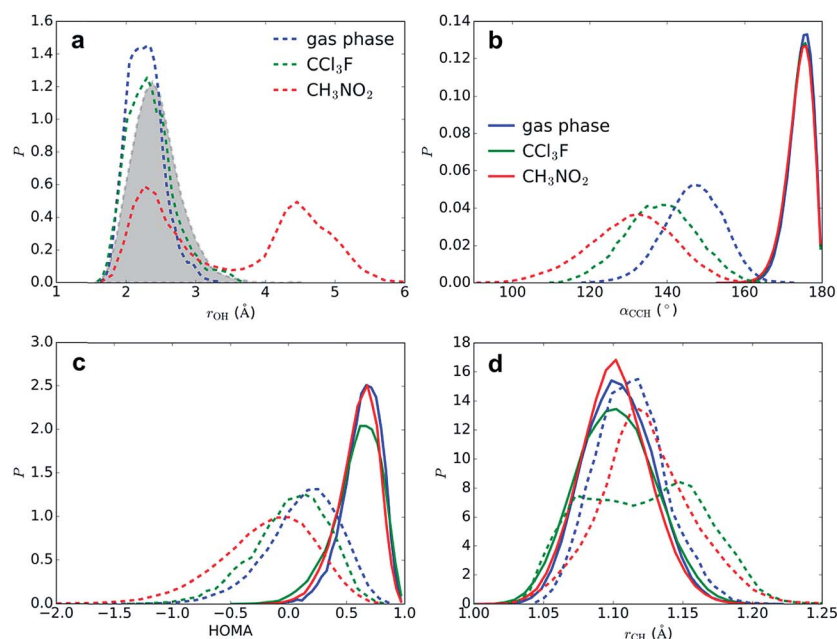 a
gas phase
CCl₃F
CH₃NO₂
P
0.0
0.2
0.4
0.6
0.8
1.0
1.2
1.4
1.6
1 2 3 4 5 6
r_OH (Å)
b
gas phase
CCl₃F
CH₃NO₂
P
0.00
0.02
0.04
0.06
0.08
0.10
0.12
0.14
100 120 140 160 180
α_CCH (°)
c
P
0.0
0.5
1.0
1.5
2.0
2.5
3.0
−2.0 −1.5 −1.0 −0.5 0.0 0.5 1.0
HOMA
d
P
0
2
4
6
8
10
12
14
16
18
1.00 1.05 1.10 1.15 1.20 1.25
r_CH (Å)